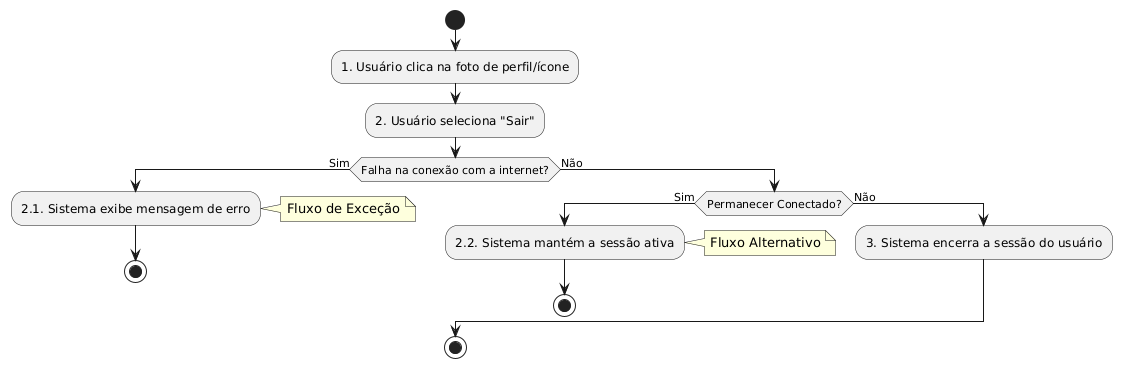 1. Usuário clica na foto de perfil/ícone
2. Usuário seleciona "Sair"
Sim
Falha na conexão com a internet?
Não
2.1. Sistema exibe mensagem de erro
Fluxo de Exceção
Sim
Permanecer Conectado?
Não
2.2. Sistema mantém a sessão ativa
Fluxo Alternativo
3. Sistema encerra a sessão do usuário